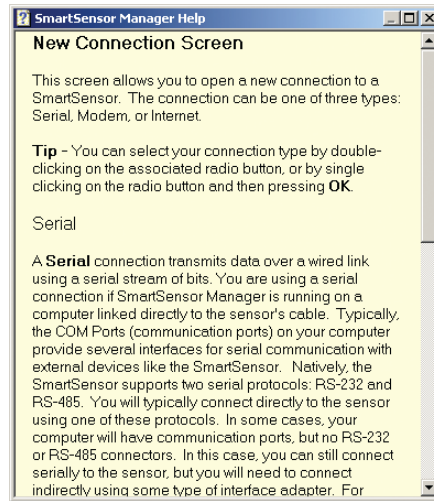 SmartSensor Manager Help
New Connection Screen
This screen allows you to open a new connection to a
SmartSensor. The connection can be one of three types:
Serial, Modem, or Internet.
Tip - You can select your connection type by double-
clicking on the associated radio button, or by single
clicking on the radio button and then pressing OK.
Serial
A Serial connection transmits data over a wired link
using a serial stream of bits. You are using a serial
connection if SmartSensor Manager is running on a
computer linked directly to the sensor's cable. Typically,
the COM Ports (communication ports) on your computer
provide several interfaces for serial communication with
external devices like the SmartSensor. Natively, the
SmartSensor supports two serial protocols: RS-232 and
RS-485. You will typically connect directly to the sensor
using one of these protocols. In some cases, your
computer will have communication ports, but no RS-232
or RS-485 connectors. In this case, you can still connect
serially to the sensor, but you will need to connect
indirectly using some type of interface adapter. For